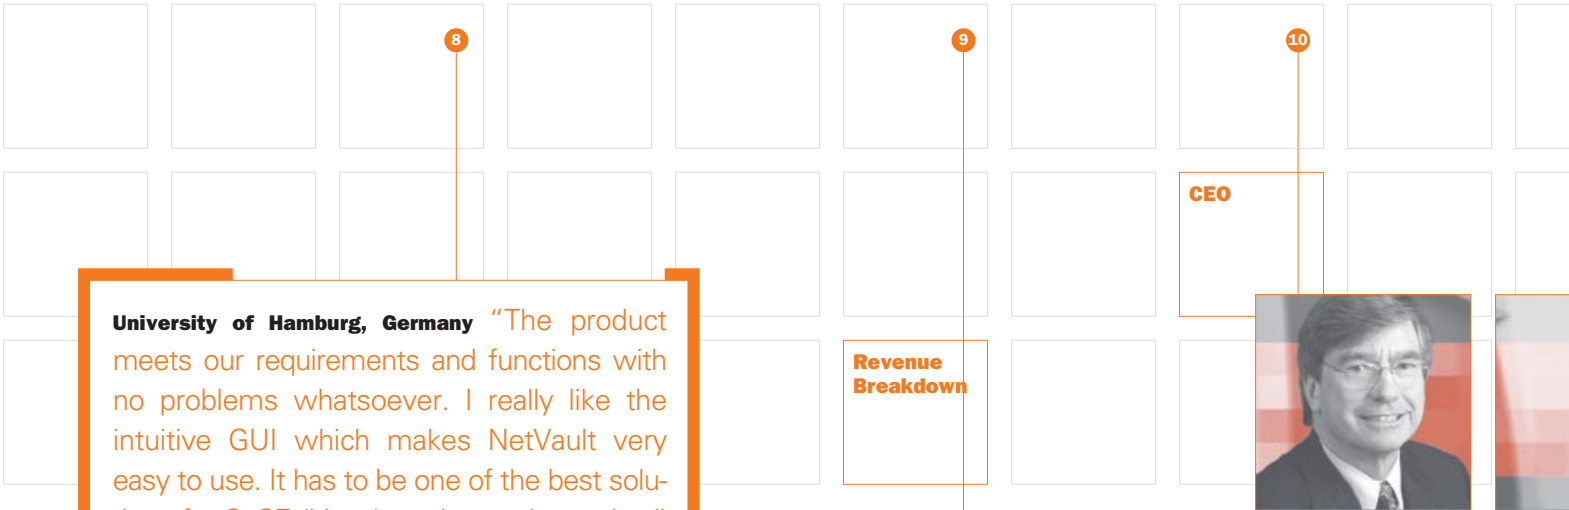 8
9
10
CEO
University of Hamburg, Germany “The product
meets our requirements and functions with
no problems whatsoever. I really like the
intuitive GUI which makes NetVault very
easy to use. It has to be one of the best solu-
Revenue
Breakdown